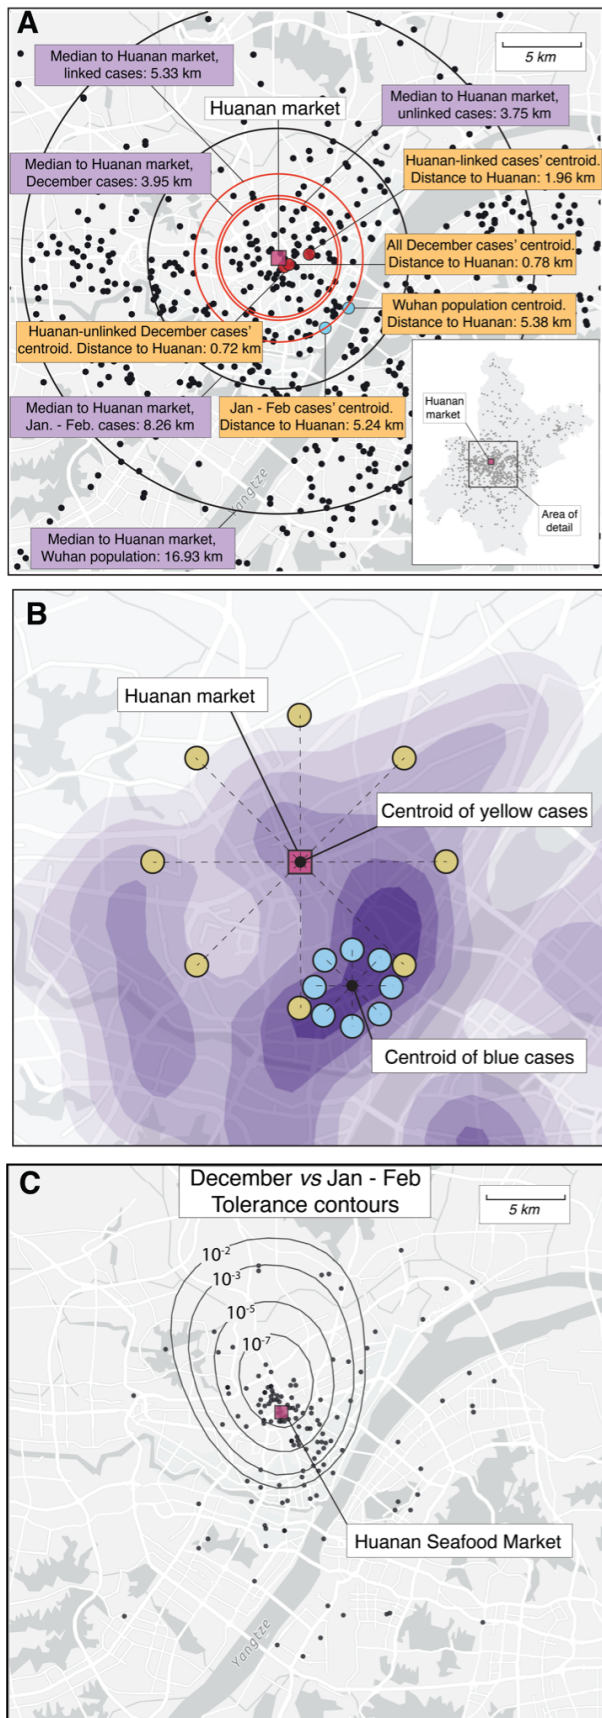 A
5 km
Median to Huanan market,
linked cases: 5.33 km
Huanan market
Median to Huanan market,
unlinked cases: 3.75 km
Median to Huanan market,
December cases: 3.95 km
Huanan-linked cases' centroid.
Distance to Huanan: 1.96 km
All December cases' centroid.
Distance to Huanan: 0.78 km
Wuhan population centroid.
Distance to Huanan: 5.38 km
Huanan-unlinked December cases'
centroid. Distance to Huanan: 0.72 km
Median to Huanan market,
Jan. - Feb. cases: 8.26 km
Jan - Feb cases' centroid.
Distance to Huanan: 5.24 km
Huanan
market
Area of
detail
Yangtze
Median to Huanan market,
Wuhan population: 16.93 km
B
Huanan market
Centroid of yellow cases
Centroid of blue cases
C
December vs Jan - Feb
Tolerance contours
5 km
10-2
10-3
10-5
10-7
Huanan Seafood Market
Yangtze